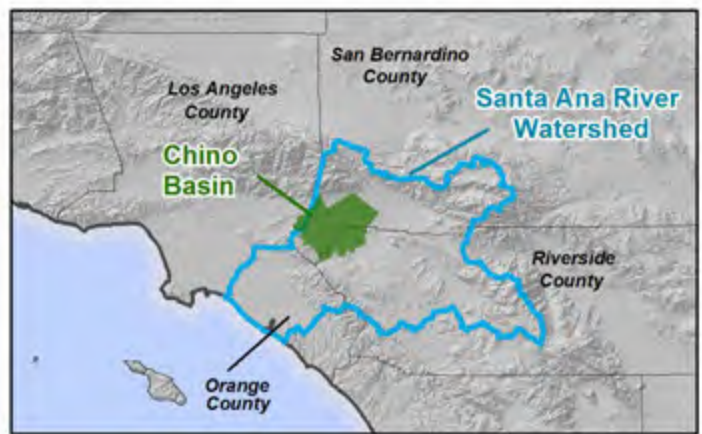 San Bernardino
County
Los Angeles
County
Santa Ana River
Watershed
Chino
Basin
Riverside
County
Orange
County